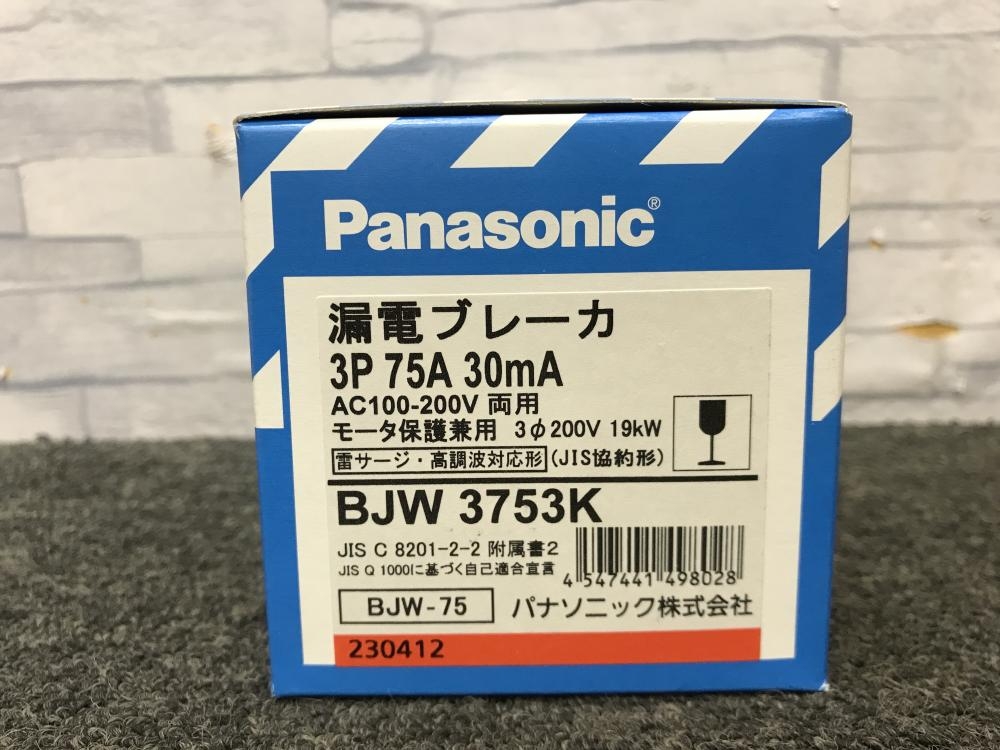 Panasonic®
漏電ブレーカ
3P 75A 30mA
AC100-200V 両用
モータ保護兼用 3φ200V 19kW
雷サージ・高調波対応形 (JIS協約形)
BJW 3753K
JIS C 8201-2-2 附属書2
JIS Q 1000に基づく自己適合宣言
4 547441 498028
BJW-75 パナソニック株式会社
230412